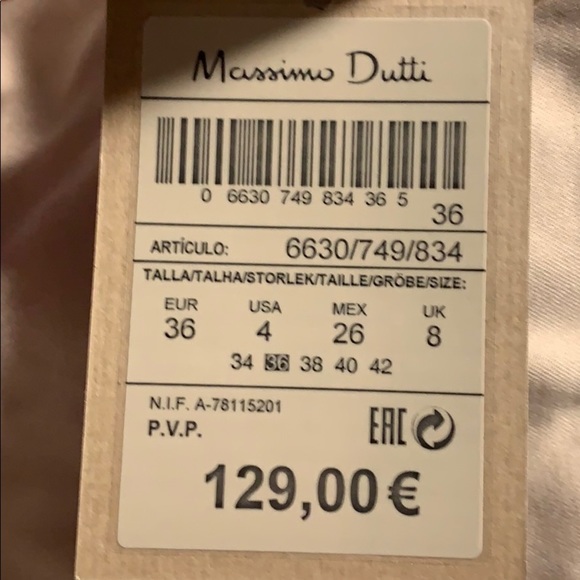 Massimo Dutti
0 6630 749 834 36 5
36
ARTÍCULO: 6630/749/834
TALLA/TALHA/STORLEK/TAILLE/GRÖBE/SIZE:
EUR USA MEX UK
36 4 26 8
34 36 38 40 42
N.I.F. A-78115201
P.V.P. EAC
129,00€